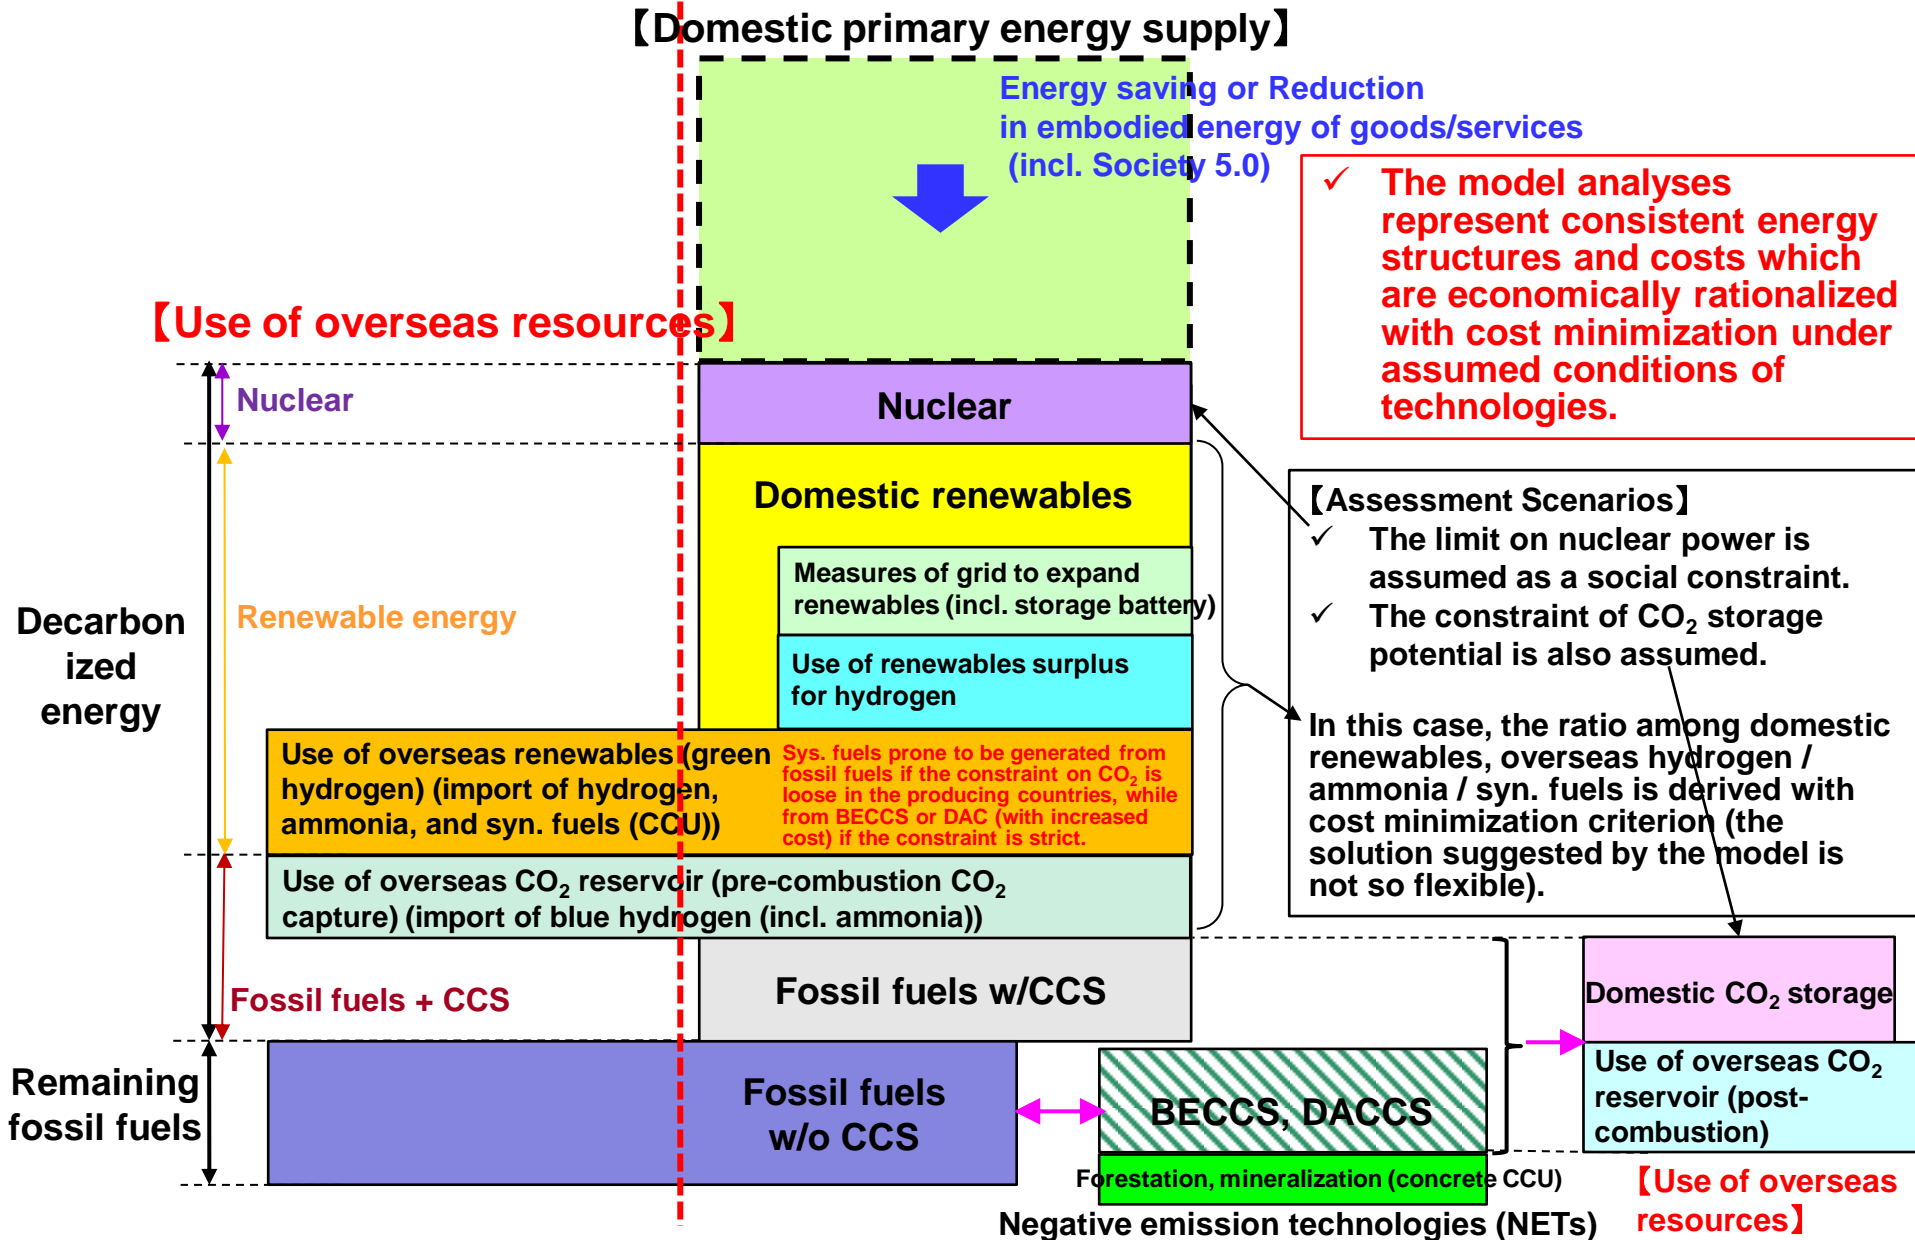 【Domestic primary energy supply】
Energy saving or Reduction
in embodied energy of goods/services
(incl. Society 5.0)
✓ The model analyses
represent consistent energy
structures and costs which
are economically rationalized
with cost minimization under
assumed conditions of
technologies.
【Use of overseas resources】
Nuclear
Nuclear
Domestic renewables
Measures of grid to expand
renewables (incl. storage battery)
Use of renewables surplus
for hydrogen
Renewable energy
Decarbon
ized
energy
【Assessment Scenarios】
✓ The limit on nuclear power is
assumed as a social constraint.
✓ The constraint of CO₂ storage
potential is also assumed.
In this case, the ratio among domestic
renewables, overseas hydrogen /
ammonia / syn. fuels is derived with
cost minimization criterion (the
solution suggested by the model is
not so flexible).
Use of overseas renewables (green
hydrogen) (import of hydrogen,
ammonia, and syn. fuels (CCU))
Sys. fuels prone to be generated from
fossil fuels if the constraint on CO₂ is
loose in the producing countries, while
from BECCS or DAC (with increased
cost) if the constraint is strict.
Use of overseas CO₂ reservoir (pre-combustion CO₂
capture) (import of blue hydrogen (incl. ammonia))
Fossil fuels + CCS
Fossil fuels w/CCS
Domestic CO₂ storage
Remaining
fossil fuels
Fossil fuels
w/o CCS
BECCS, DACCS
Use of overseas CO₂
reservoir (post-
combustion)
Forestation, mineralization (concrete CCU)
Negative emission technologies (NETs)
【Use of overseas
resources】